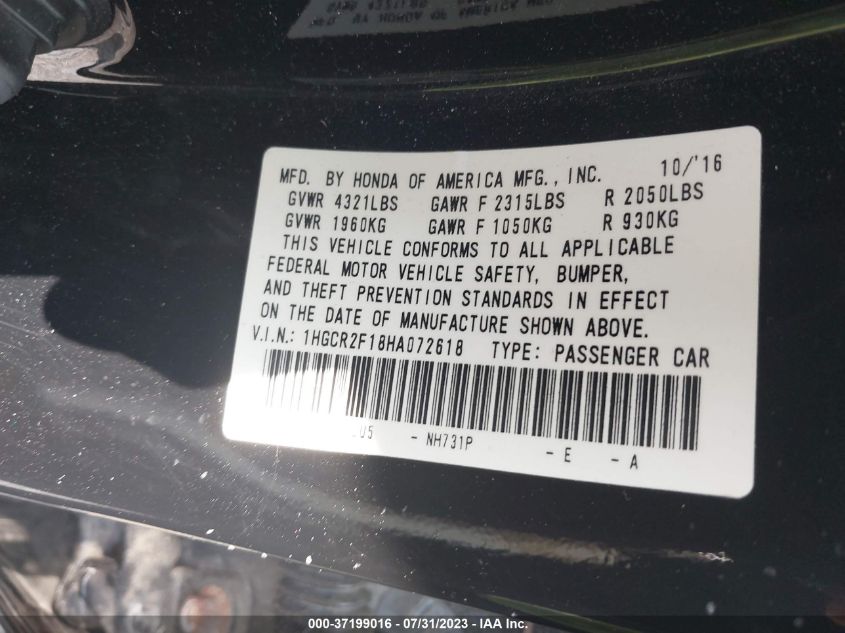 MFD. BY HONDA OF AMERICA MFG., INC. 10/'16
GVWR 4321LBS GAWR F 2315LBS R 2050LBS
GVWR 1960KG GAWR F 1050KG R 930KG
THIS VEHICLE CONFORMS TO ALL APPLICABLE
FEDERAL MOTOR VEHICLE SAFETY, BUMPER,
AND THEFT PREVENTION STANDARDS IN EFFECT
ON THE DATE OF MANUFACTURE SHOWN ABOVE.
V.I.N.: 1HGCR2F18HA072618 TYPE: PASSENGER CAR
- NH731P - E - A
000-37199016 - 07/31/2023 - IAA Inc.